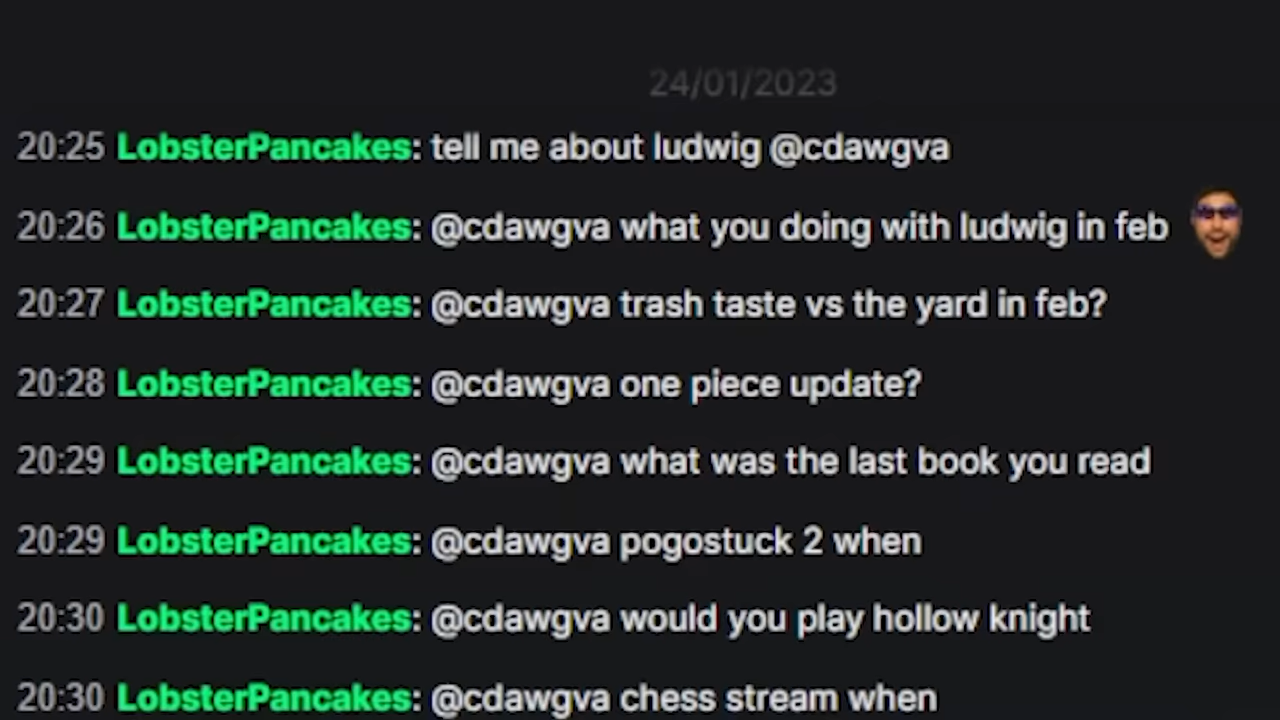 24/01/2023
20:25 LobsterPancakes: tell me about ludwig @cdawgva
20:26 LobsterPancakes: @cdawgva what you doing with ludwig in feb
20:27 LobsterPancakes: @cdawgva trash taste vs the yard in feb?
20:28 LobsterPancakes: @cdawgva one piece update?
20:29 LobsterPancakes: @cdawgva what was the last book you read
20:29 LobsterPancakes: @cdawgva pogostuck 2 when
20:30 LobsterPancakes: @cdawgva would you play hollow knight
20:30 LobsterPancakes: @cdawgva chess stream when